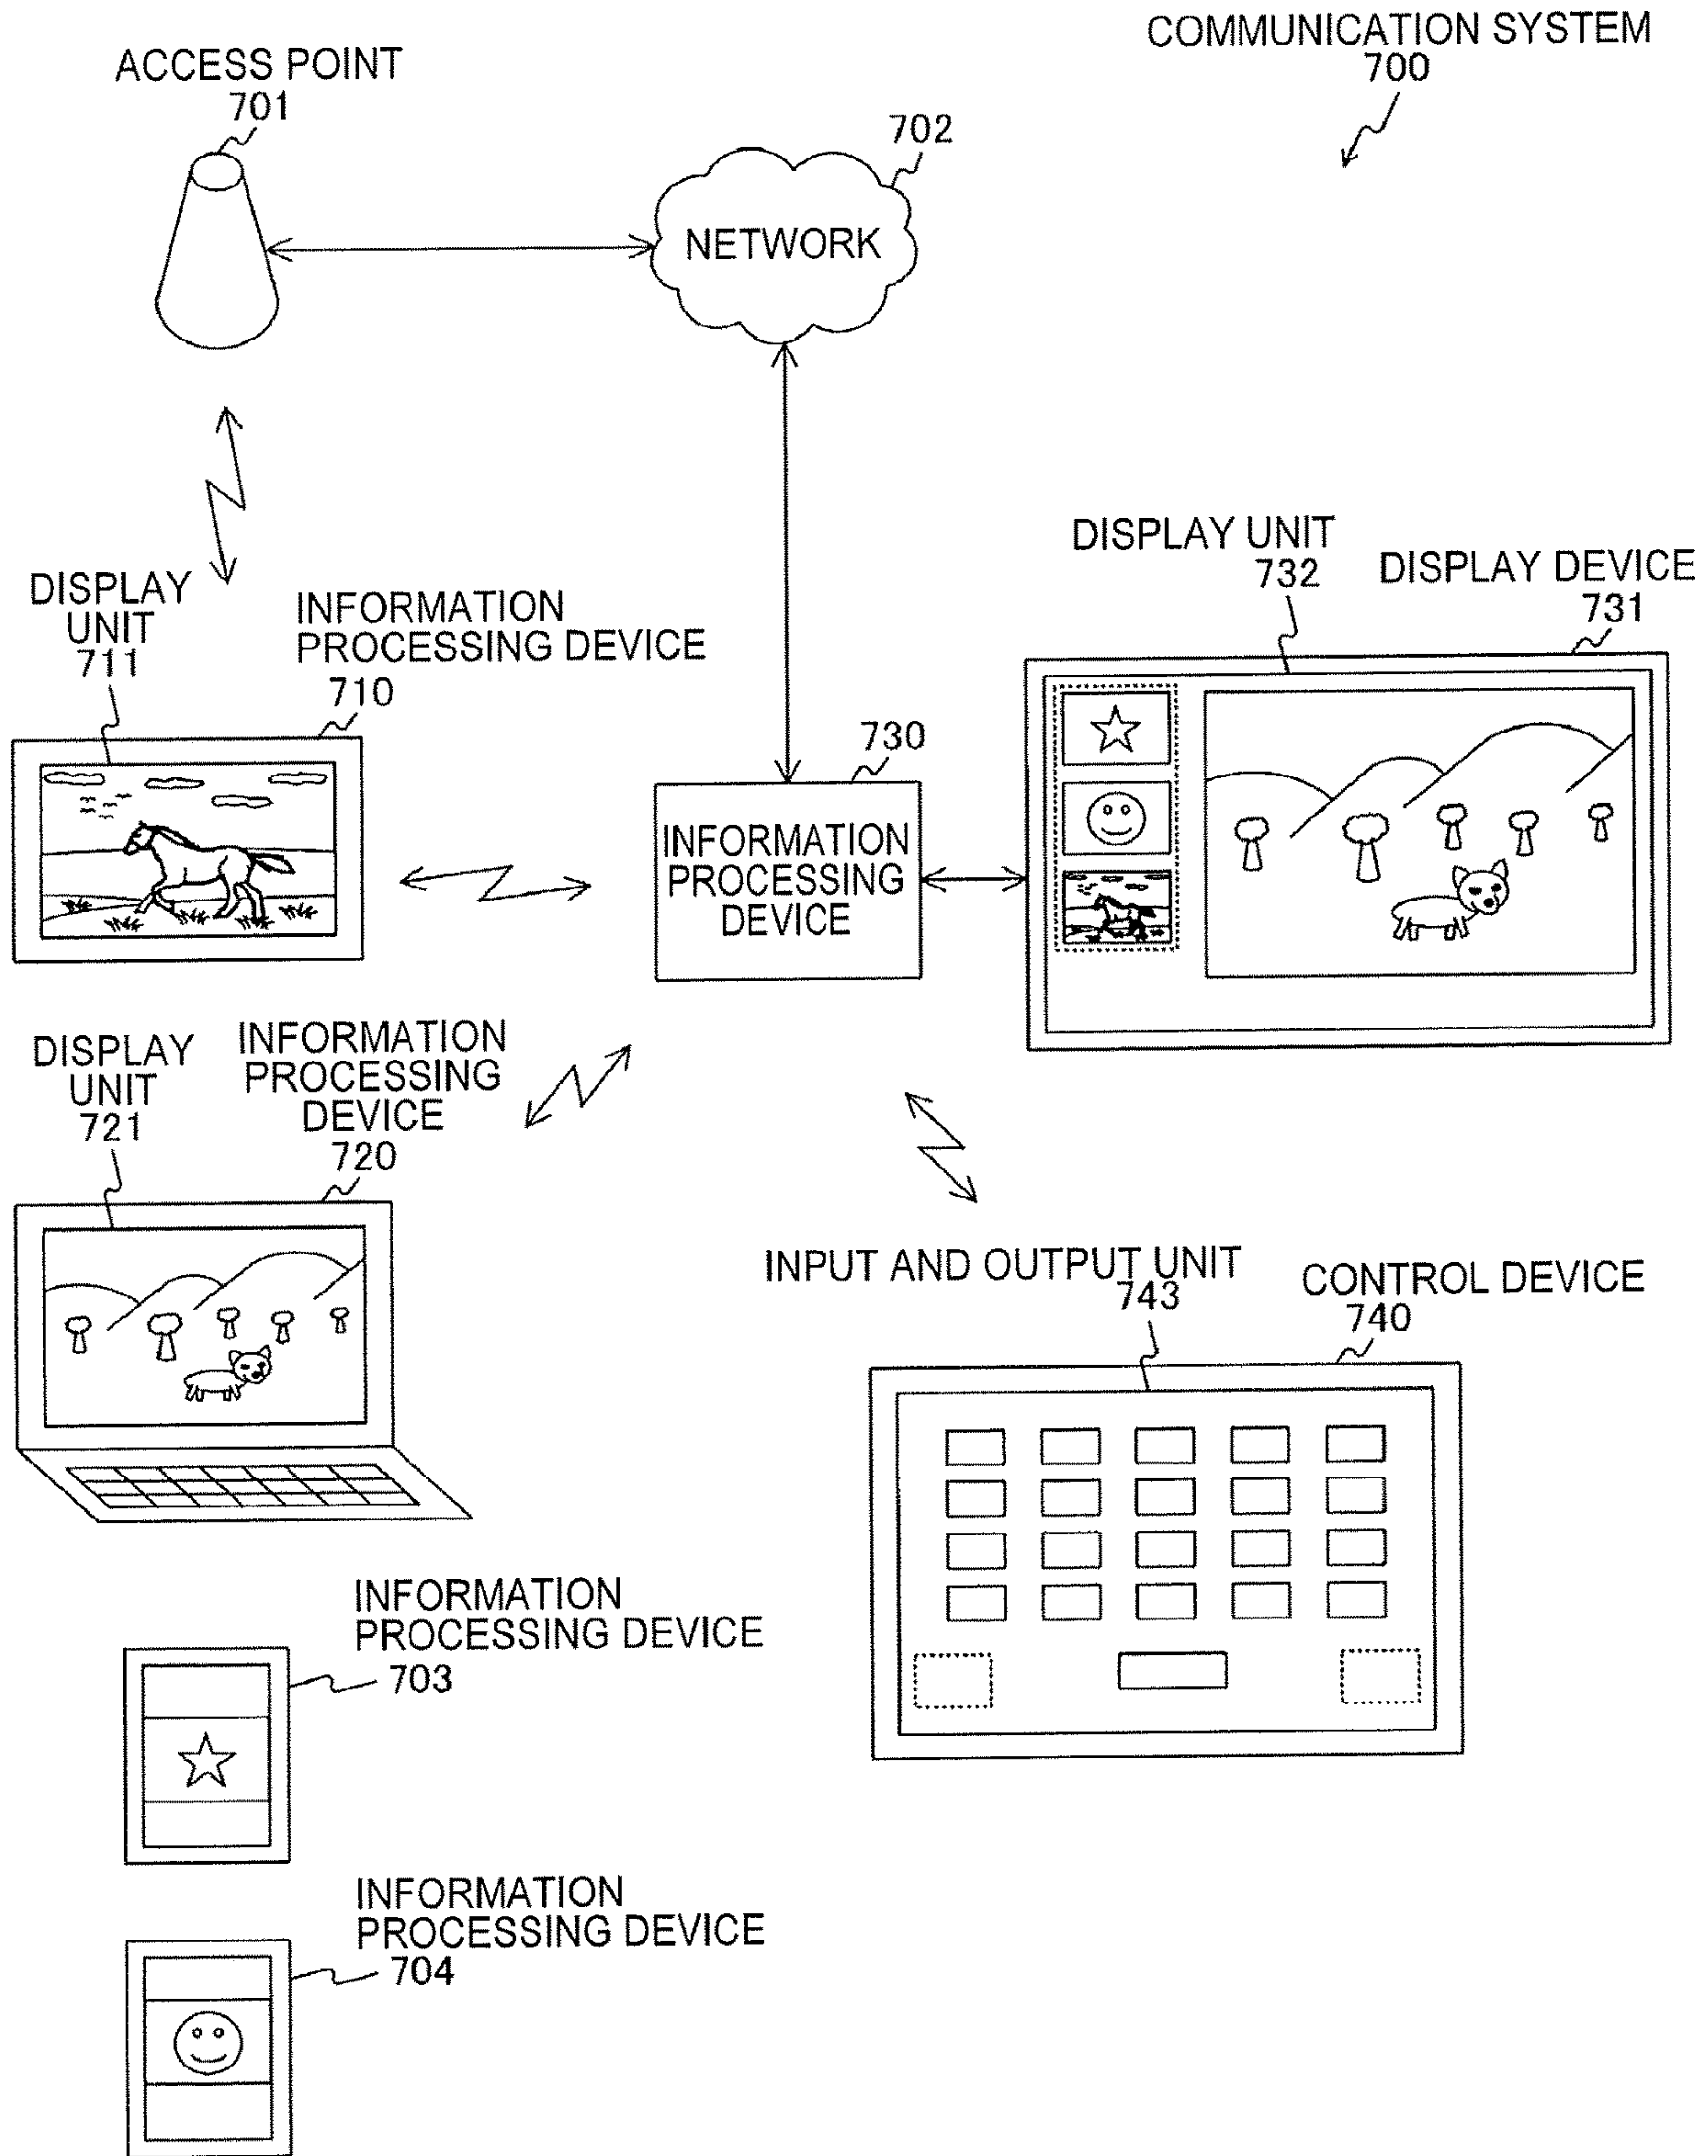 COMMUNICATION SYSTEM
700
ACCESS POINT
701
702
NETWORK
DISPLAY UNIT
732
DISPLAY DEVICE
731
DISPLAY
UNIT
711
INFORMATION
PROCESSING DEVICE
710
730
INFORMATION
PROCESSING
DEVICE
DISPLAY
UNIT
721
INFORMATION
PROCESSING
DEVICE
720
INPUT AND OUTPUT UNIT
743
CONTROL DEVICE
740
INFORMATION
PROCESSING DEVICE
703
INFORMATION
PROCESSING DEVICE
704